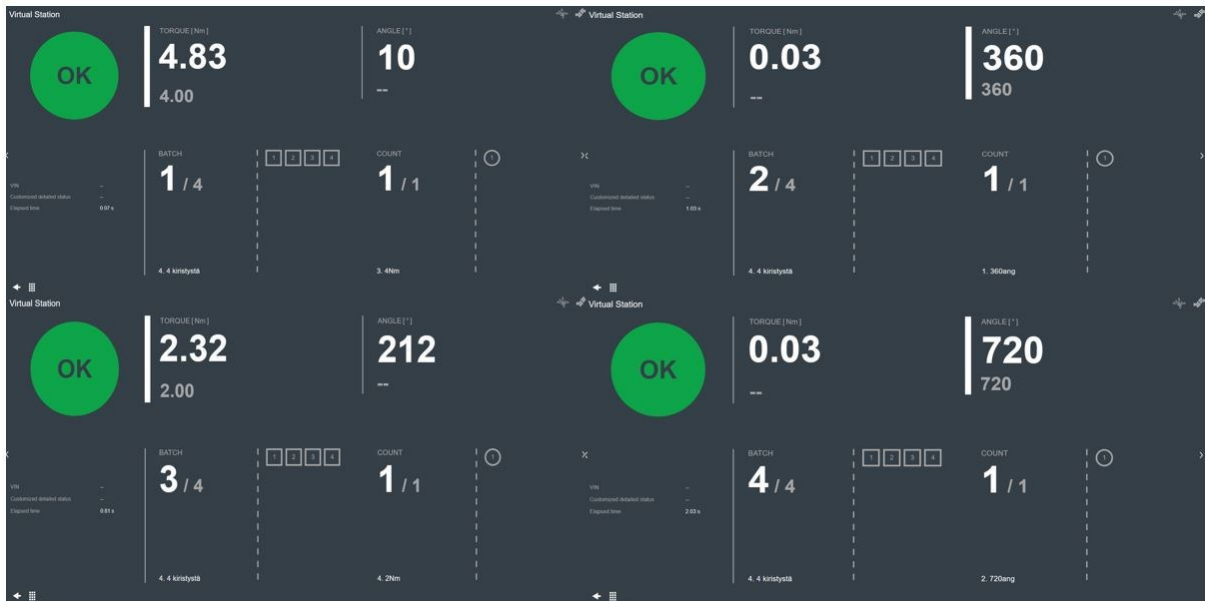 Virtual Station
OK
TORQUE [Nm]
4.83
4.00
ANGLE [°]
10
--
BATCH
1 / 4
1 2 3 4
COUNT
1 / 1
1
VIN --
Customized detailed status --
Elapsed time 0.97 s
4. 4 kiristystä
3. 4Nm
Virtual Station
OK
TORQUE [Nm]
0.03
--
ANGLE [°]
360
360
BATCH
2 / 4
1 2 3 4
COUNT
1 / 1
1
VIN --
Customized detailed status --
Elapsed time 1.03 s
4. 4 kiristystä
1. 360ang
Virtual Station
OK
TORQUE [Nm]
2.32
2.00
ANGLE [°]
212
--
BATCH
3 / 4
1 2 3 4
COUNT
1 / 1
1
VIN --
Customized detailed status --
Elapsed time 0.81 s
4. 4 kiristystä
4. 2Nm
Virtual Station
OK
TORQUE [Nm]
0.03
--
ANGLE [°]
720
720
BATCH
4 / 4
1 2 3 4
COUNT
1 / 1
1
VIN --
Customized detailed status --
Elapsed time 2.03 s
4. 4 kiristystä
2. 720ang